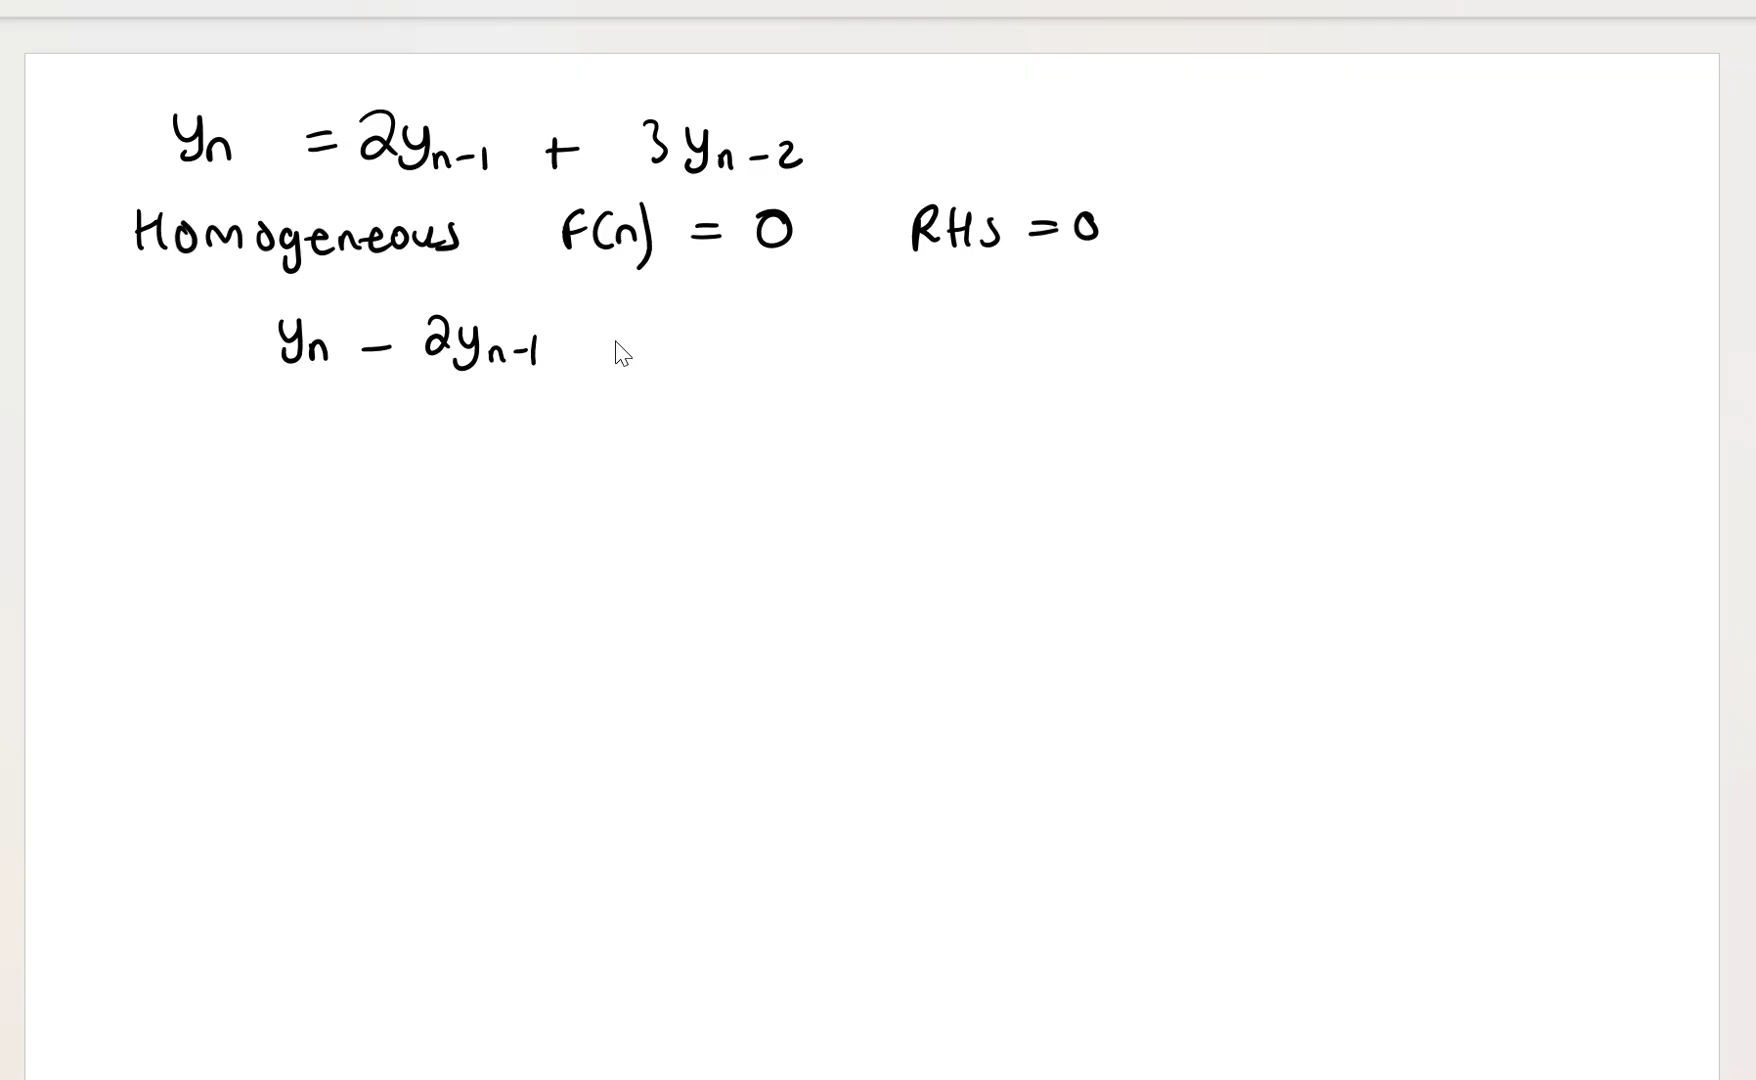 yn = 2yn-1 + 3yn-2
Homogeneous F(n) = 0 RHS = 0
yn - 2yn-1